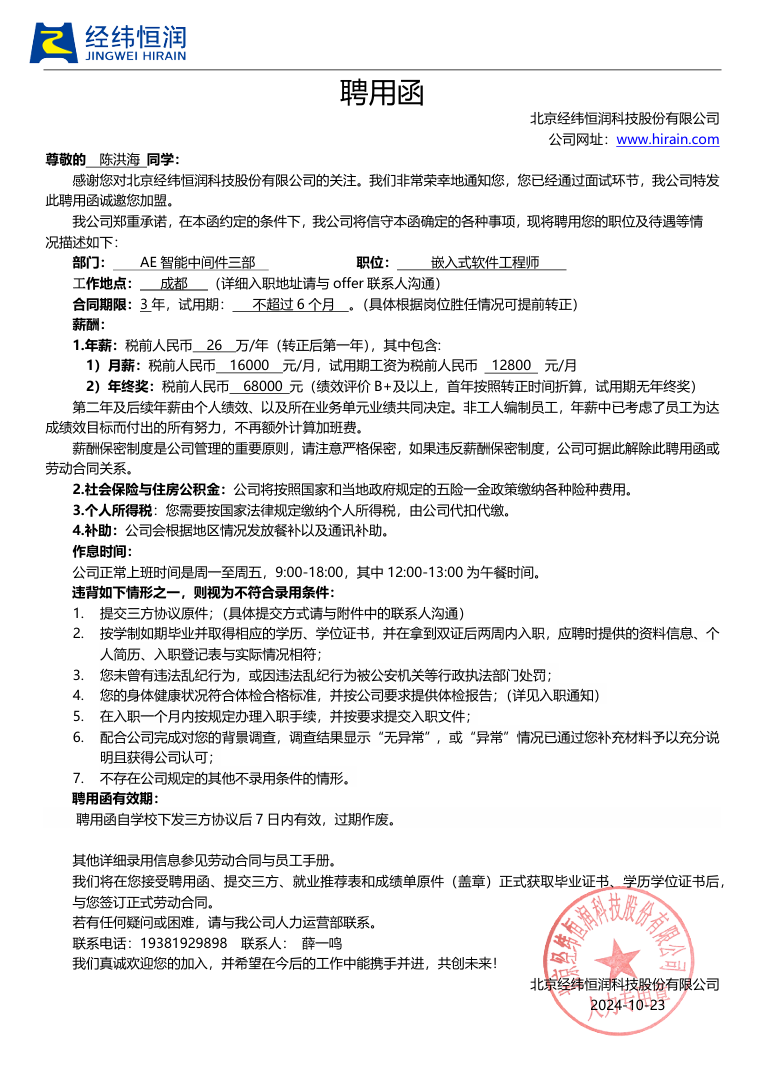 经纬恒润
JINGWEI HIRAIN
聘用函
北京经纬恒润科技股份有限公司
公司网址：www.hirain.com
尊敬的 陈洪海 同学：
感谢您对北京经纬恒润科技股份有限公司的关注。我们非常荣幸地通知您，您已经通过面试环节，我公司特发
此聘用函诚邀您加盟。
我公司郑重承诺，在本函约定的条件下，我公司将信守本函确定的各种事项，现将聘用您的职位及待遇等情
况描述如下：
部门： AE 智能中间件三部 职位： 嵌入式软件工程师
工作地点： 成都 （详细入职地址请与 offer 联系人沟通）
合同期限：3 年，试用期： 不超过 6 个月 。（具体根据岗位胜任情况可提前转正）
薪酬：
1.年薪：税前人民币 26 万/年（转正后第一年），其中包含:
1）月薪：税前人民币 16000 元/月，试用期工资为税前人民币 12800 元/月
2）年终奖：税前人民币 68000 元（绩效评价 B+及以上，首年按照转正时间折算，试用期无年终奖）
第二年及后续年薪由个人绩效、以及所在业务单元业绩共同决定。非工人编制员工，年薪中已考虑了员工为达
成绩效目标而付出的所有努力，不再额外计算加班费。
薪酬保密制度是公司管理的重要原则，请注意严格保密，如果违反薪酬保密制度，公司可据此解除此聘用函或
劳动合同关系。
2.社会保险与住房公积金：公司将按照国家和当地政府规定的五险一金政策缴纳各种险种费用。
3.个人所得税：您需要按国家法律规定缴纳个人所得税，由公司代扣代缴。
4.补助：公司会根据地区情况发放餐补以及通讯补助。
作息时间：
公司正常上班时间是周一至周五，9:00-18:00，其中 12:00-13:00 为午餐时间。
违背如下情形之一，则视为不符合录用条件：
1. 提交三方协议原件；（具体提交方式请与附件中的联系人沟通）
2. 按学制如期毕业并取得相应的学历、学位证书，并在拿到双证后两周内入职，应聘时提供的资料信息、个
人简历、入职登记表与实际情况相符；
3. 您未曾有违法乱纪行为，或因违法乱纪行为被公安机关等行政执法部门处罚；
4. 您的身体健康状况符合体检合格标准，并按公司要求提供体检报告；（详见入职通知）
5. 在入职一个月内按规定办理入职手续，并按要求提交入职文件；
6. 配合公司完成对您的背景调查，调查结果显示“无异常”，或“异常”情况已通过您补充材料予以充分说
明且获得公司认可；
7. 不存在公司规定的其他不录用条件的情形。
聘用函有效期：
聘用函自学校下发三方协议后 7 日内有效，过期作废。
其他详细录用信息参见劳动合同与员工手册。
我们将在您接受聘用函、提交三方、就业推荐表和成绩单原件（盖章）正式获取毕业证书、学历学位证书后，
与您签订正式劳动合同。
若有任何疑问或困难，请与我公司人力运营部联系。
联系电话：19381929898 联系人： 薛一鸣
我们真诚欢迎您的加入，并希望在今后的工作中能携手并进，共创未来！
北京经纬恒润科技股份有限公司
2024-10-23
北京经纬恒润科技股份有限公司
人力专用章